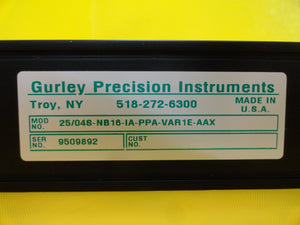 Gurley Precision Instruments
Troy, NY 518-272-6300 MADE IN U.S.A.
MOD NO. 25/04S-NB16-IA-PPA-VAR1E-AAX
SER NO. 9509892 CUST NO.